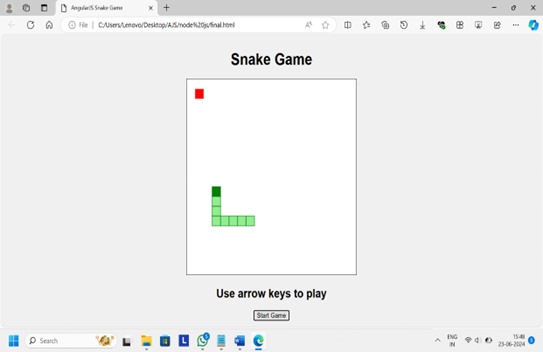 AngularJS Snake Game
File
C:/Users/Lenovo/Desktop/AJS/node%20js/final.html
Snake Game
Use arrow keys to play
Start Game
Search
ENG
IN
15:48
23-06-2024